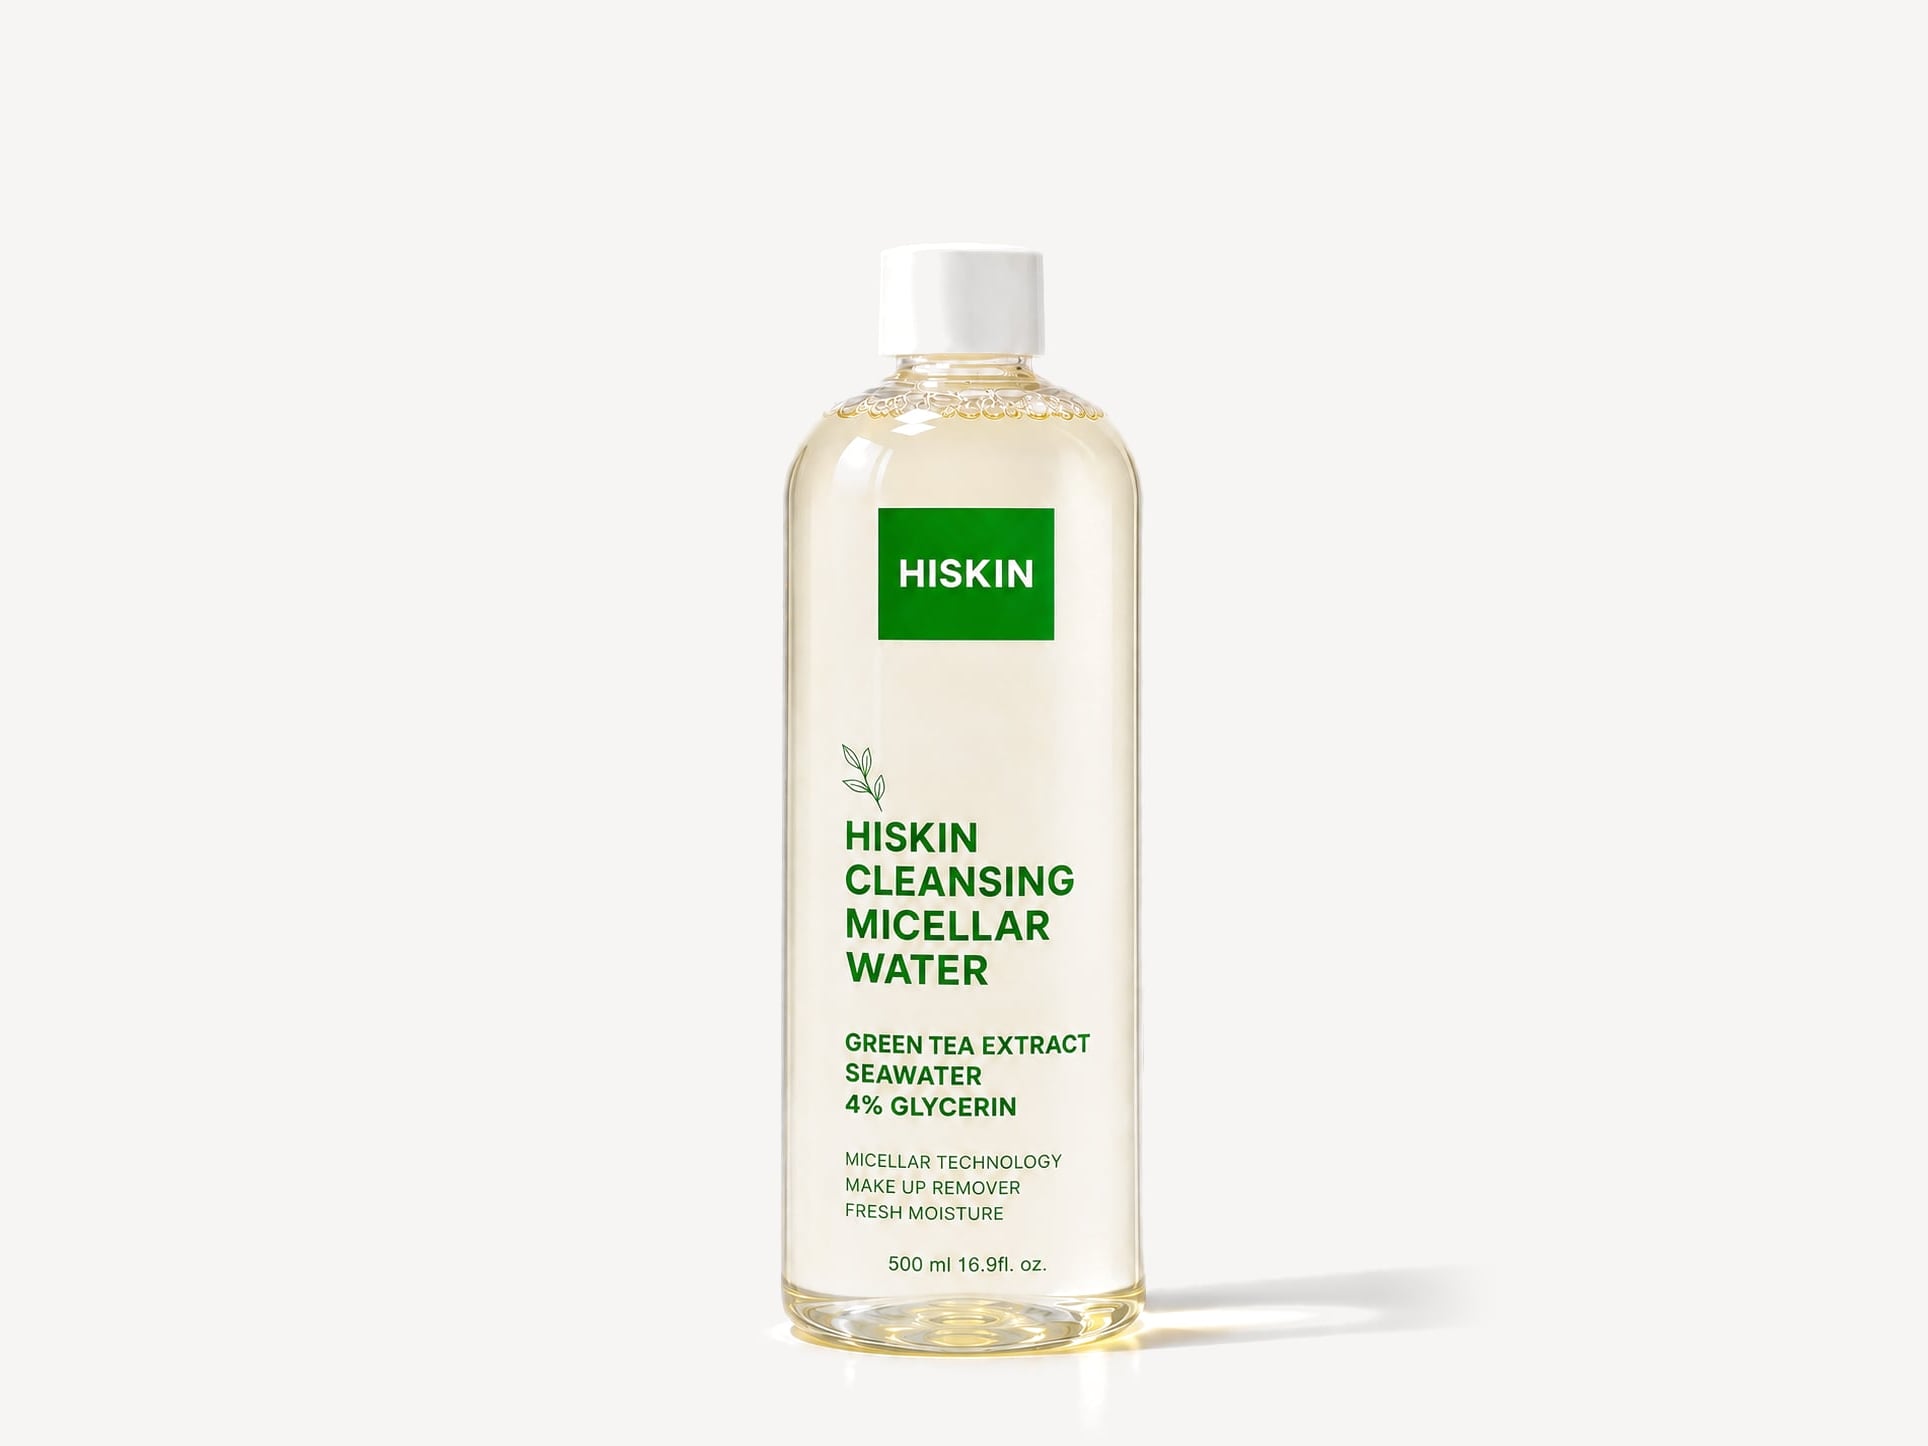 HISKIN
HISKIN
CLEANSING
MICELLAR
WATER
GREEN TEA EXTRACT
SEAWATER
4% GLYCERIN
MICELLAR TECHNOLOGY
MAKE UP REMOVER
FRESH MOISTURE
500 ml 16.9fl. oz.